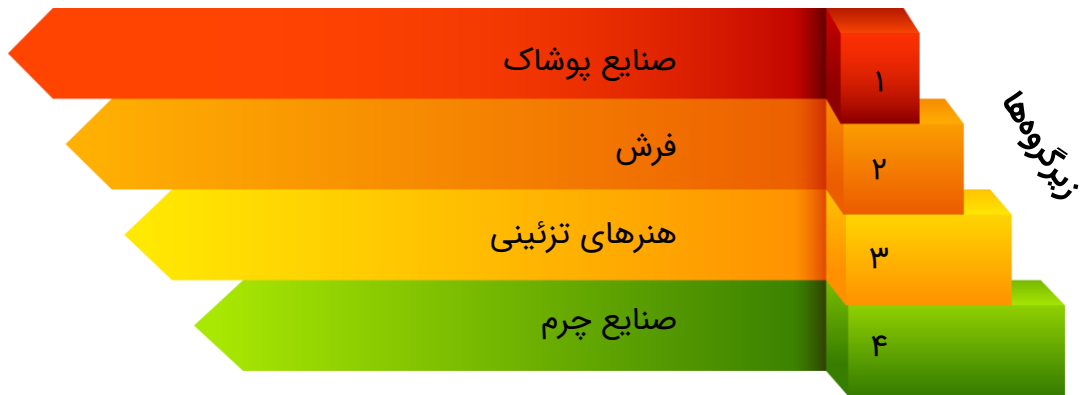 زیرگروه‌ها
۱
صنایع پوشاک
۲
فرش
۳
هنرهای تزئینی
۴
صنایع چرم